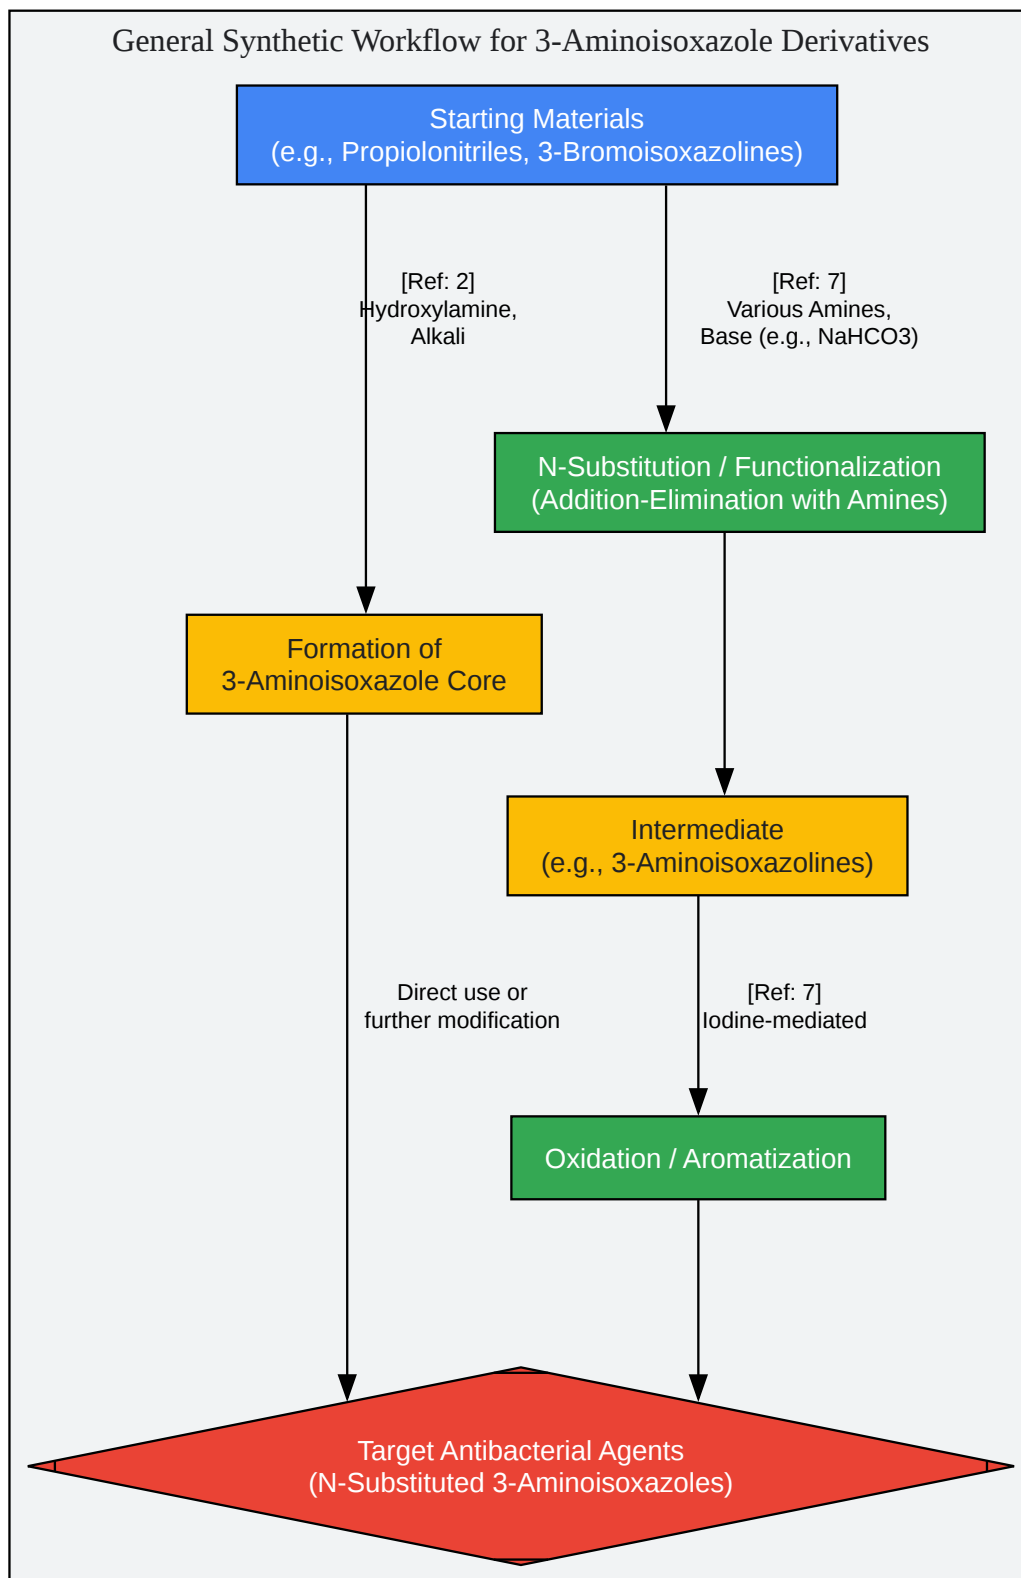 General Synthetic Workflow for 3-Aminoisoxazole Derivatives
Starting Materials
(e.g., Propiolonitriles, 3-Bromoisoxazolines)
[Ref: 2]
Hydroxylamine,
Alkali
[Ref: 7]
Various Amines,
Base (e.g., NaHCO3)
N-Substitution / Functionalization
(Addition-Elimination with Amines)
Formation of
3-Aminoisoxazole Core
Intermediate
(e.g., 3-Aminoisoxazolines)
Direct use or
further modification
[Ref: 7]
Iodine-mediated
Oxidation / Aromatization
Target Antibacterial Agents
(N-Substituted 3-Aminoisoxazoles)